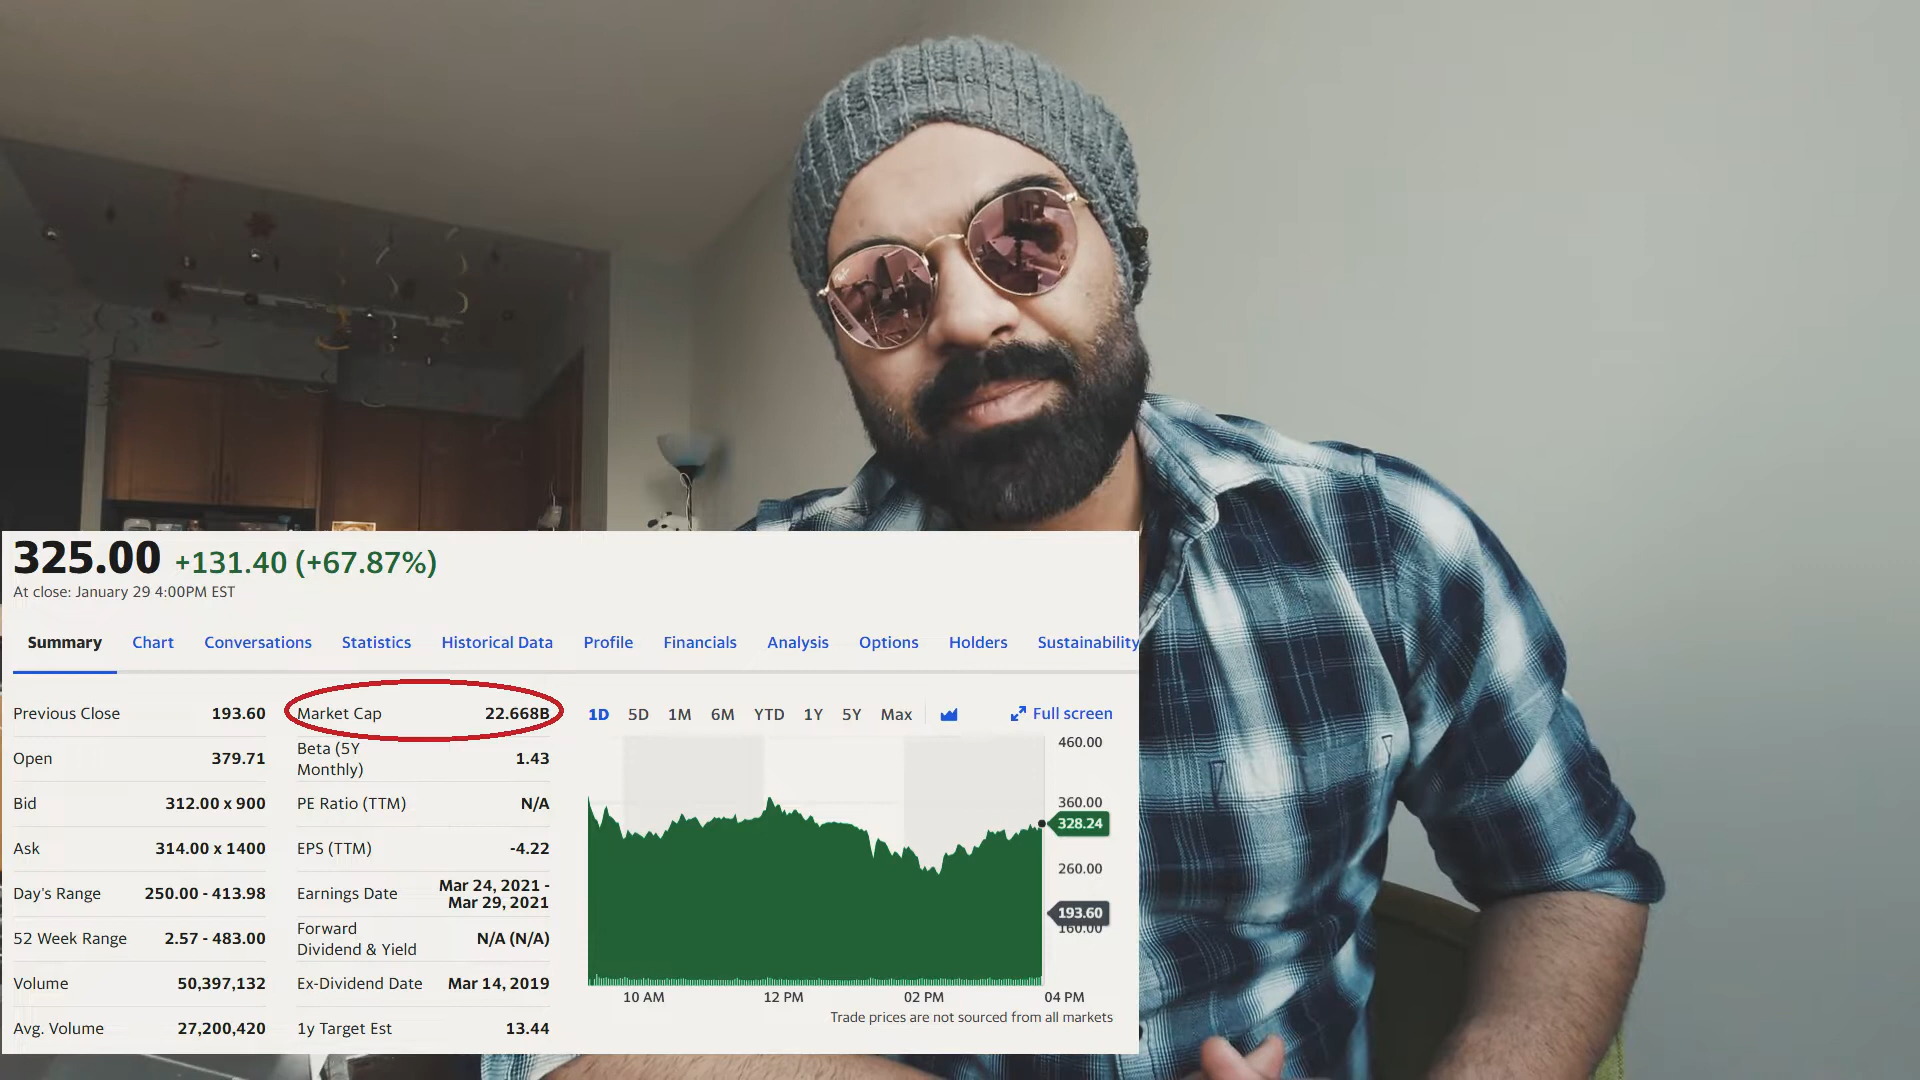 325.00 +131.40 (+67.87%)
At close: January 29 4:00PM EST
Summary Chart Conversations Statistics Historical Data Profile Financials Analysis Options Holders Sustainability
Previous Close 193.60
Open 379.71
Bid 312.00 x 900
Ask 314.00 x 1400
Day's Range 250.00 - 413.98
52 Week Range 2.57 - 483.00
Volume 50,397,132
Avg. Volume 27,200,420
Market Cap 22.668B
Beta (5Y
Monthly) 1.43
PE Ratio (TTM) N/A
EPS (TTM) -4.22
Earnings Date Mar 24, 2021 -
Mar 29, 2021
Forward
Dividend & Yield N/A (N/A)
Ex-Dividend Date Mar 14, 2019
1y Target Est 13.44
1D 5D 1M 6M YTD 1Y 5Y Max Full screen
460.00
360.00
328.24
260.00
193.60
160.00
10 AM 12 PM 02 PM 04 PM
Trade prices are not sourced from all markets